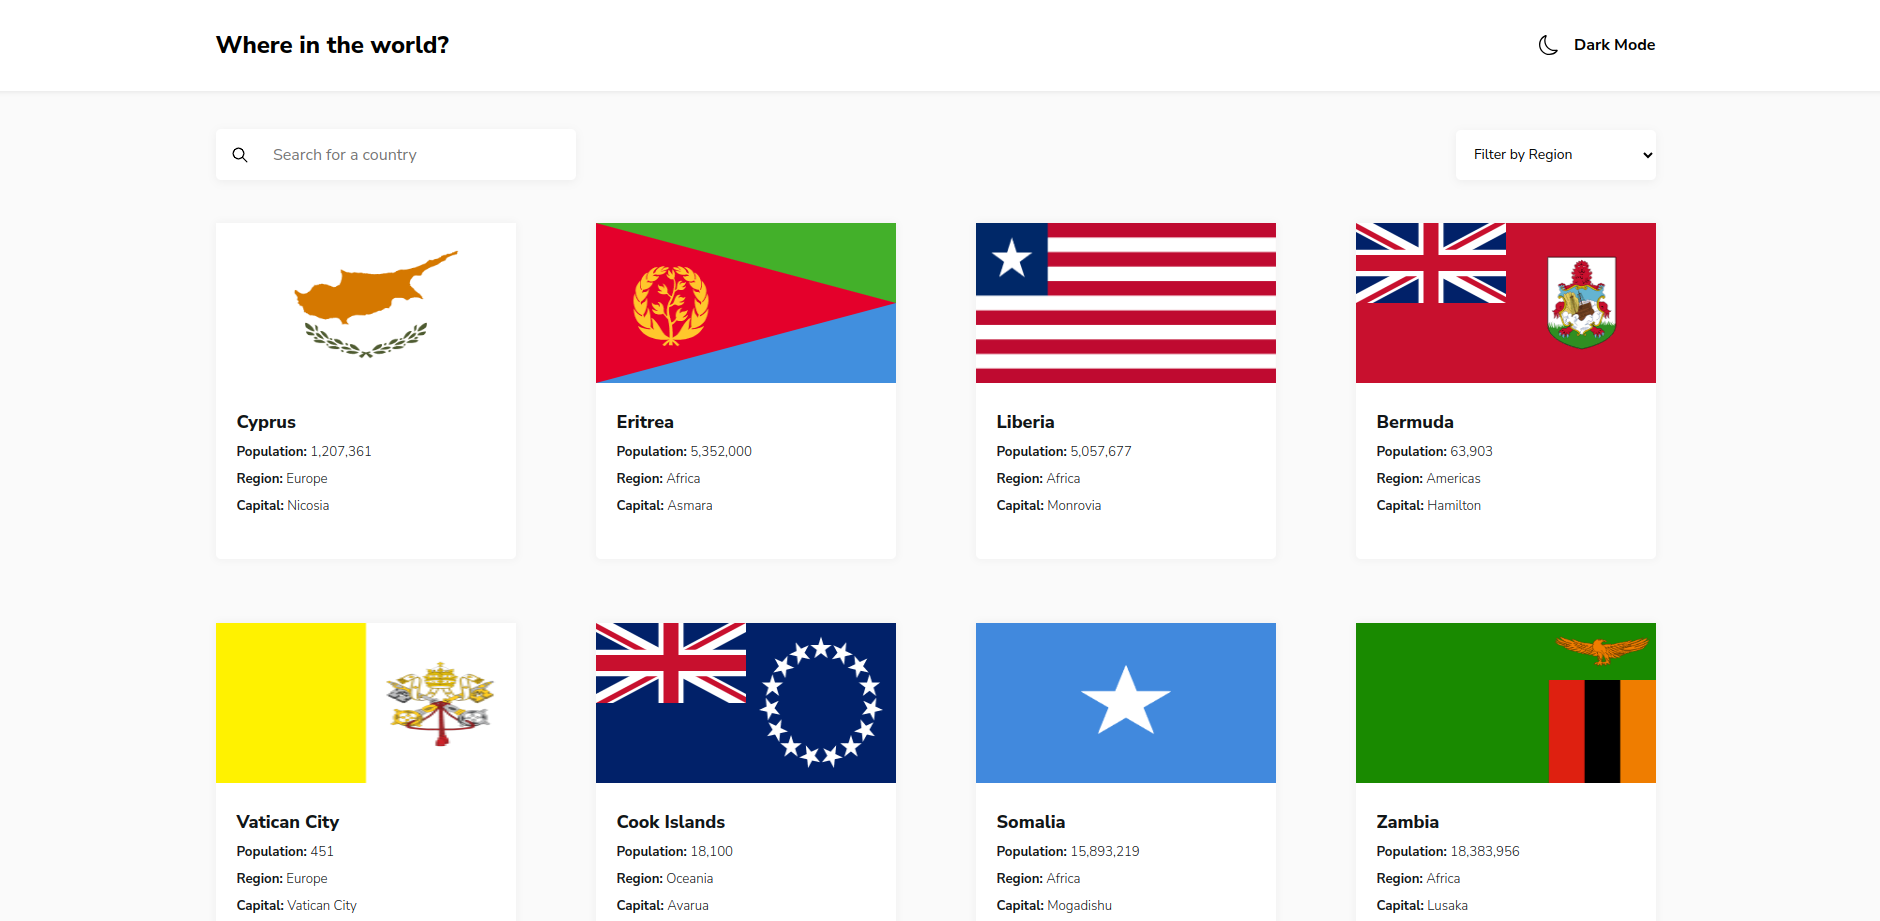 Where in the world?
Dark Mode
Search for a country
Filter by Region
Cyprus
Population: 1,207,361
Region: Europe
Capital: Nicosia
Eritrea
Population: 5,352,000
Region: Africa
Capital: Asmara
Liberia
Population: 5,057,677
Region: Africa
Capital: Monrovia
Bermuda
Population: 63,903
Region: Americas
Capital: Hamilton
Vatican City
Population: 451
Region: Europe
Capital: Vatican City
Cook Islands
Population: 18,100
Region: Oceania
Capital: Avarua
Somalia
Population: 15,893,219
Region: Africa
Capital: Mogadishu
Zambia
Population: 18,383,956
Region: Africa
Capital: Lusaka